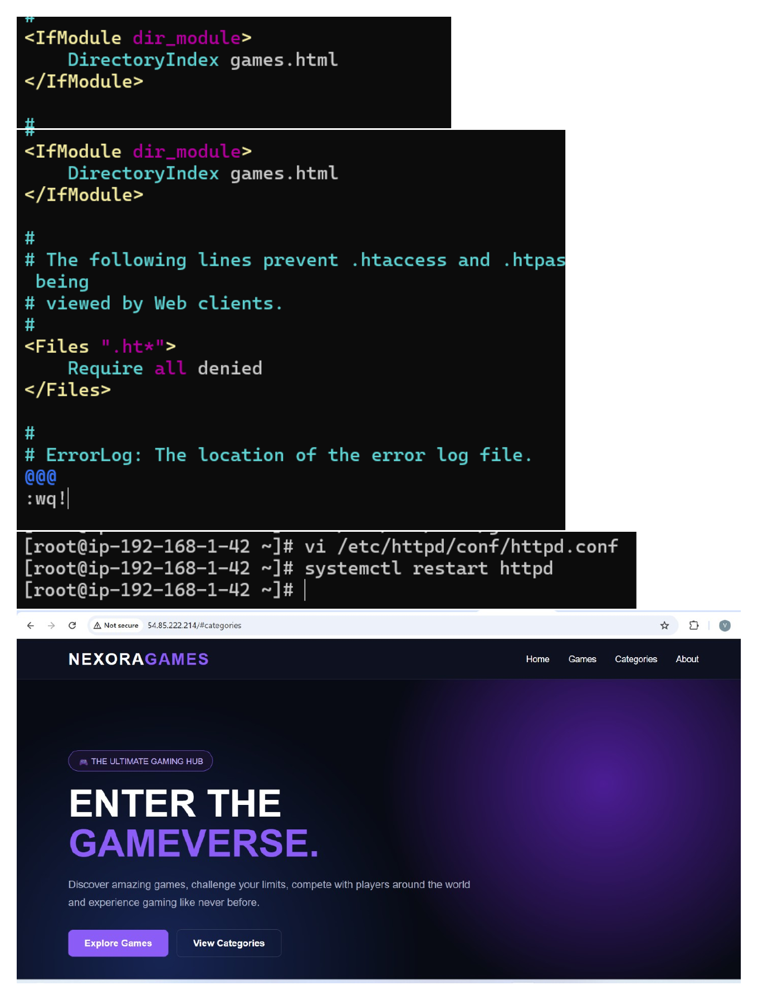 #
<IfModule dir_module>
    DirectoryIndex games.html
</IfModule>
#
#
<IfModule dir_module>
    DirectoryIndex games.html
</IfModule>
#
# The following lines prevent .htaccess and .htpas
 being
# viewed by Web clients.
#
<Files ".ht*">
    Require all denied
</Files>
#
# ErrorLog: The location of the error log file.
@@@
:wq!
[root@ip-192-168-1-42 ~]# vi /etc/httpd/conf/httpd.conf
[root@ip-192-168-1-42 ~]# systemctl restart httpd
[root@ip-192-168-1-42 ~]#
Not secure 54.85.222.214/#categories V
NEXORAGAMES Home Games Categories About
THE ULTIMATE GAMING HUB
ENTER THE
GAMEVERSE.
Discover amazing games, challenge your limits, compete with players around the world
and experience gaming like never before.
Explore Games View Categories